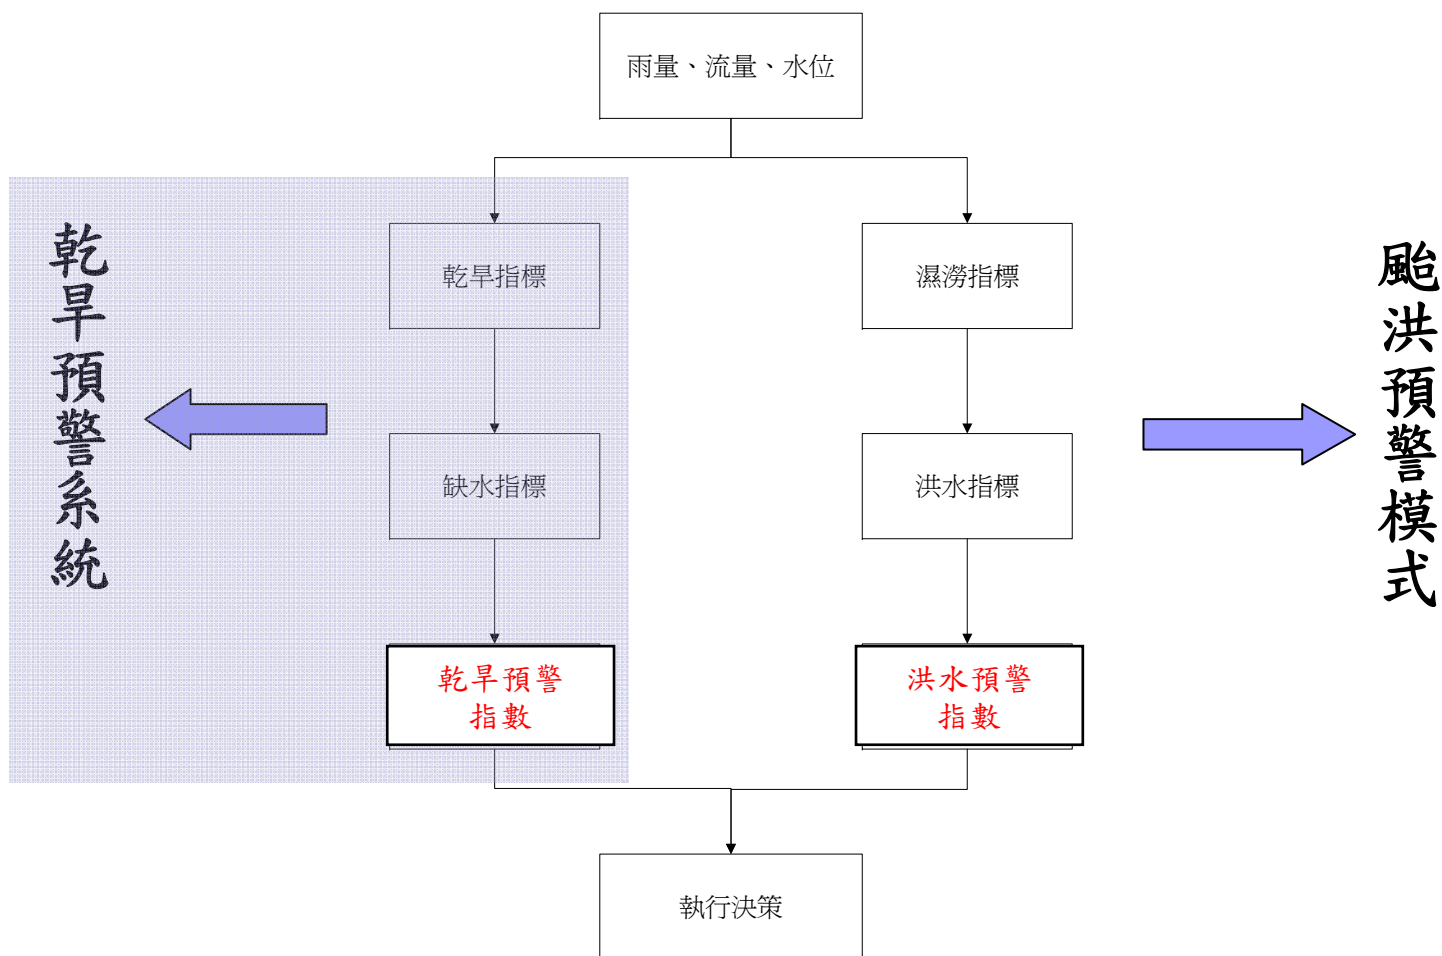 雨量、流量、水位
乾旱預警系統
乾旱指標
濕澇指標
颱洪預警模式
缺水指標
洪水指標
乾旱預警
指數
洪水預警
指數
執行決策